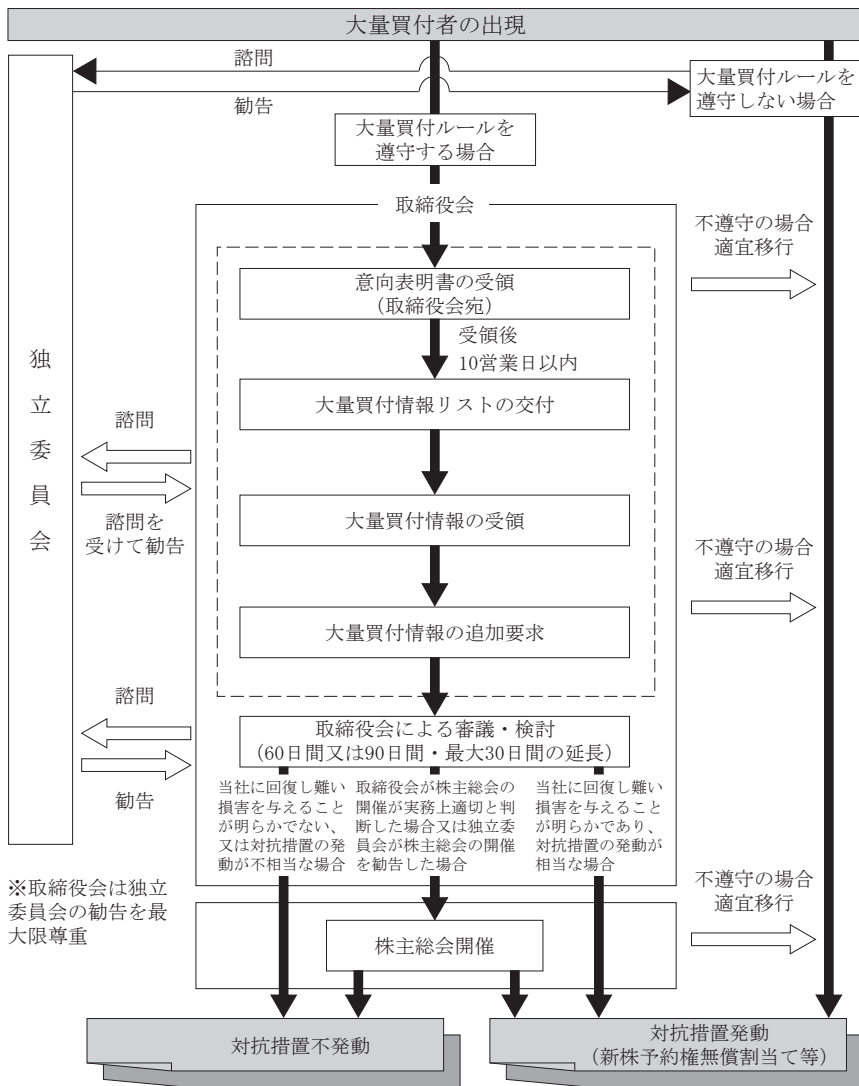 大量買付者の出現
諮問
勧告
大量買付ルールを
遵守しない場合
大量買付ルールを
遵守する場合
取締役会
意向表明書の受領
（取締役会宛）
受領後
10営業日以内
大量買付情報リストの交付
大量買付情報の受領
大量買付情報の追加要求
取締役会による審議・検討
（60日間又は90日間・最大30日間の延長）
独立委員会
諮問
諮問を
受けて勧告
諮問
勧告
不遵守の場合
適宜移行
不遵守の場合
適宜移行
当社に回復し難い
損害を与えること
が明らかでない、
又は対抗措置の発
動が不相当な場合
取締役会が株主総会の
開催が実務上適切と判
断した場合又は独立委
員会が株主総会の開催
を勧告した場合
当社に回復し難い
損害を与えること
が明らかであり、
対抗措置の発動が
相当な場合
※取締役会は独立
委員会の勧告を最
大限尊重
不遵守の場合
適宜移行
株主総会開催
対抗措置不発動
対抗措置発動
（新株予約権無償割当て等）